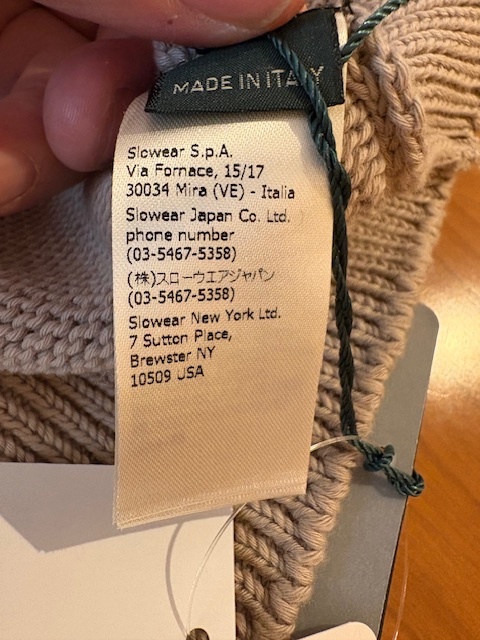 MADE IN ITALY
Slowear S.p.A.
Via Fornace, 15/17
30034 Mira (VE) - Italia
Slowear Japan Co. Ltd.
phone number
(03-5467-5358)
(株)スローウエアジャパン
(03-5467-5358)
Slowear New York Ltd.
7 Sutton Place,
Brewster NY
10509 USA